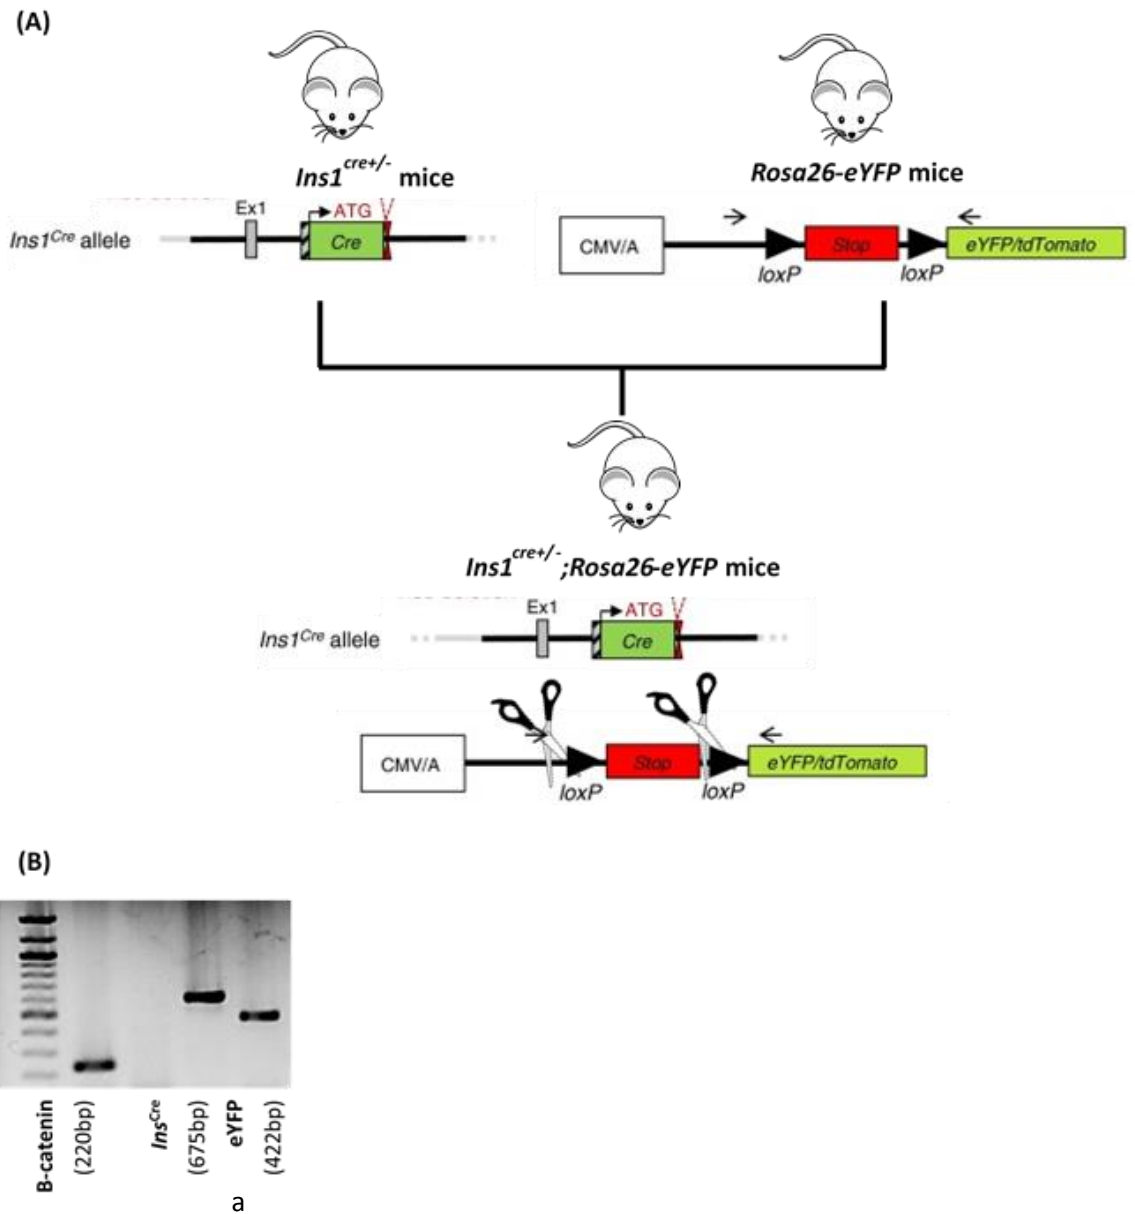 (A)
Ins1cre+/- mice
Rosa26-eYFP mice
Ex1
ATG
Ins1Cre allele
Cre
CMV/A
Stop
eYFP/tdTomato
loxP
loxP
Ins1cre+/-;Rosa26-eYFP mice
Ex1
ATG
Ins1Cre allele
Cre
CMV/A
Stop
eYFP/tdTomato
loxP
loxP
(B)
B-catenin
(220bp)
InsCre
(675bp)
eYFP
(422bp)
a